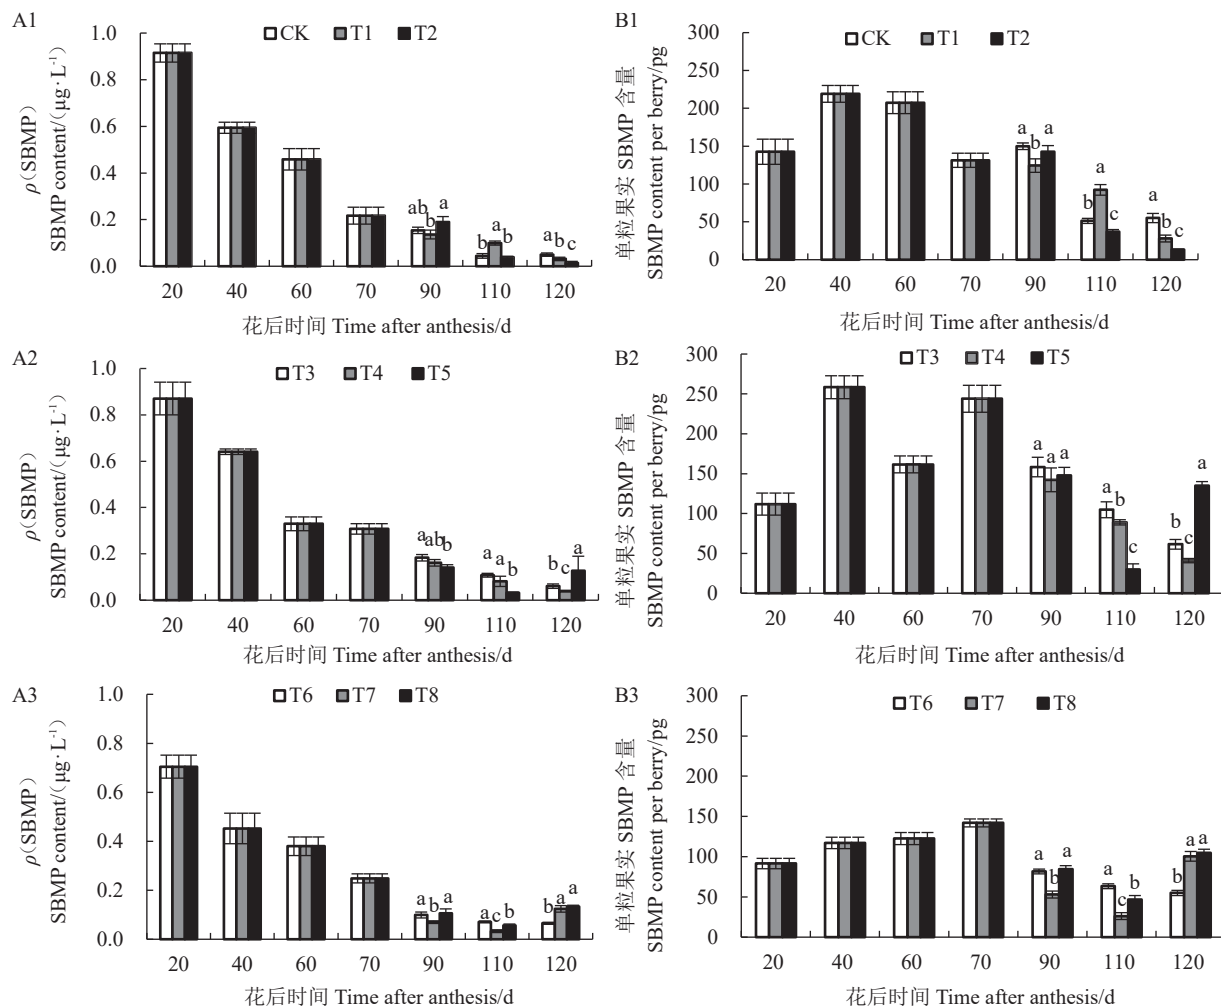 A1
CK T1 T2
1.0
0.8
0.6
0.4
0.2
0.0
ρ(SBMP)
SBMP content/(μg·L⁻¹)
ab b a
b a b
a b c
20 40 60 70 90 110 120
花后时间 Time after anthesis/d
B1
CK T1 T2
300
250
200
150
100
50
0
单粒果实 SBMP 含量
SBMP content per berry/pg
a b a
b a c
a b c
20 40 60 70 90 110 120
花后时间 Time after anthesis/d
A2
T3 T4 T5
1.0
0.8
0.6
0.4
0.2
0.0
ρ(SBMP)
SBMP content/(μg·L⁻¹)
a ab b
a a b
b c a
20 40 60 70 90 110 120
花后时间 Time after anthesis/d
B2
T3 T4 T5
300
250
200
150
100
50
0
单粒果实 SBMP 含量
SBMP content per berry/pg
a a a
a b c
b c a
20 40 60 70 90 110 120
花后时间 Time after anthesis/d
A3
T6 T7 T8
1.0
0.8
0.6
0.4
0.2
0.0
ρ(SBMP)
SBMP content/(μg·L⁻¹)
a b a
a c b
b a a
20 40 60 70 90 110 120
花后时间 Time after anthesis/d
B3
T6 T7 T8
300
250
200
150
100
50
0
单粒果实 SBMP 含量
SBMP content per berry/pg
a b a
a c b
b a a
20 40 60 70 90 110 120
花后时间 Time after anthesis/d